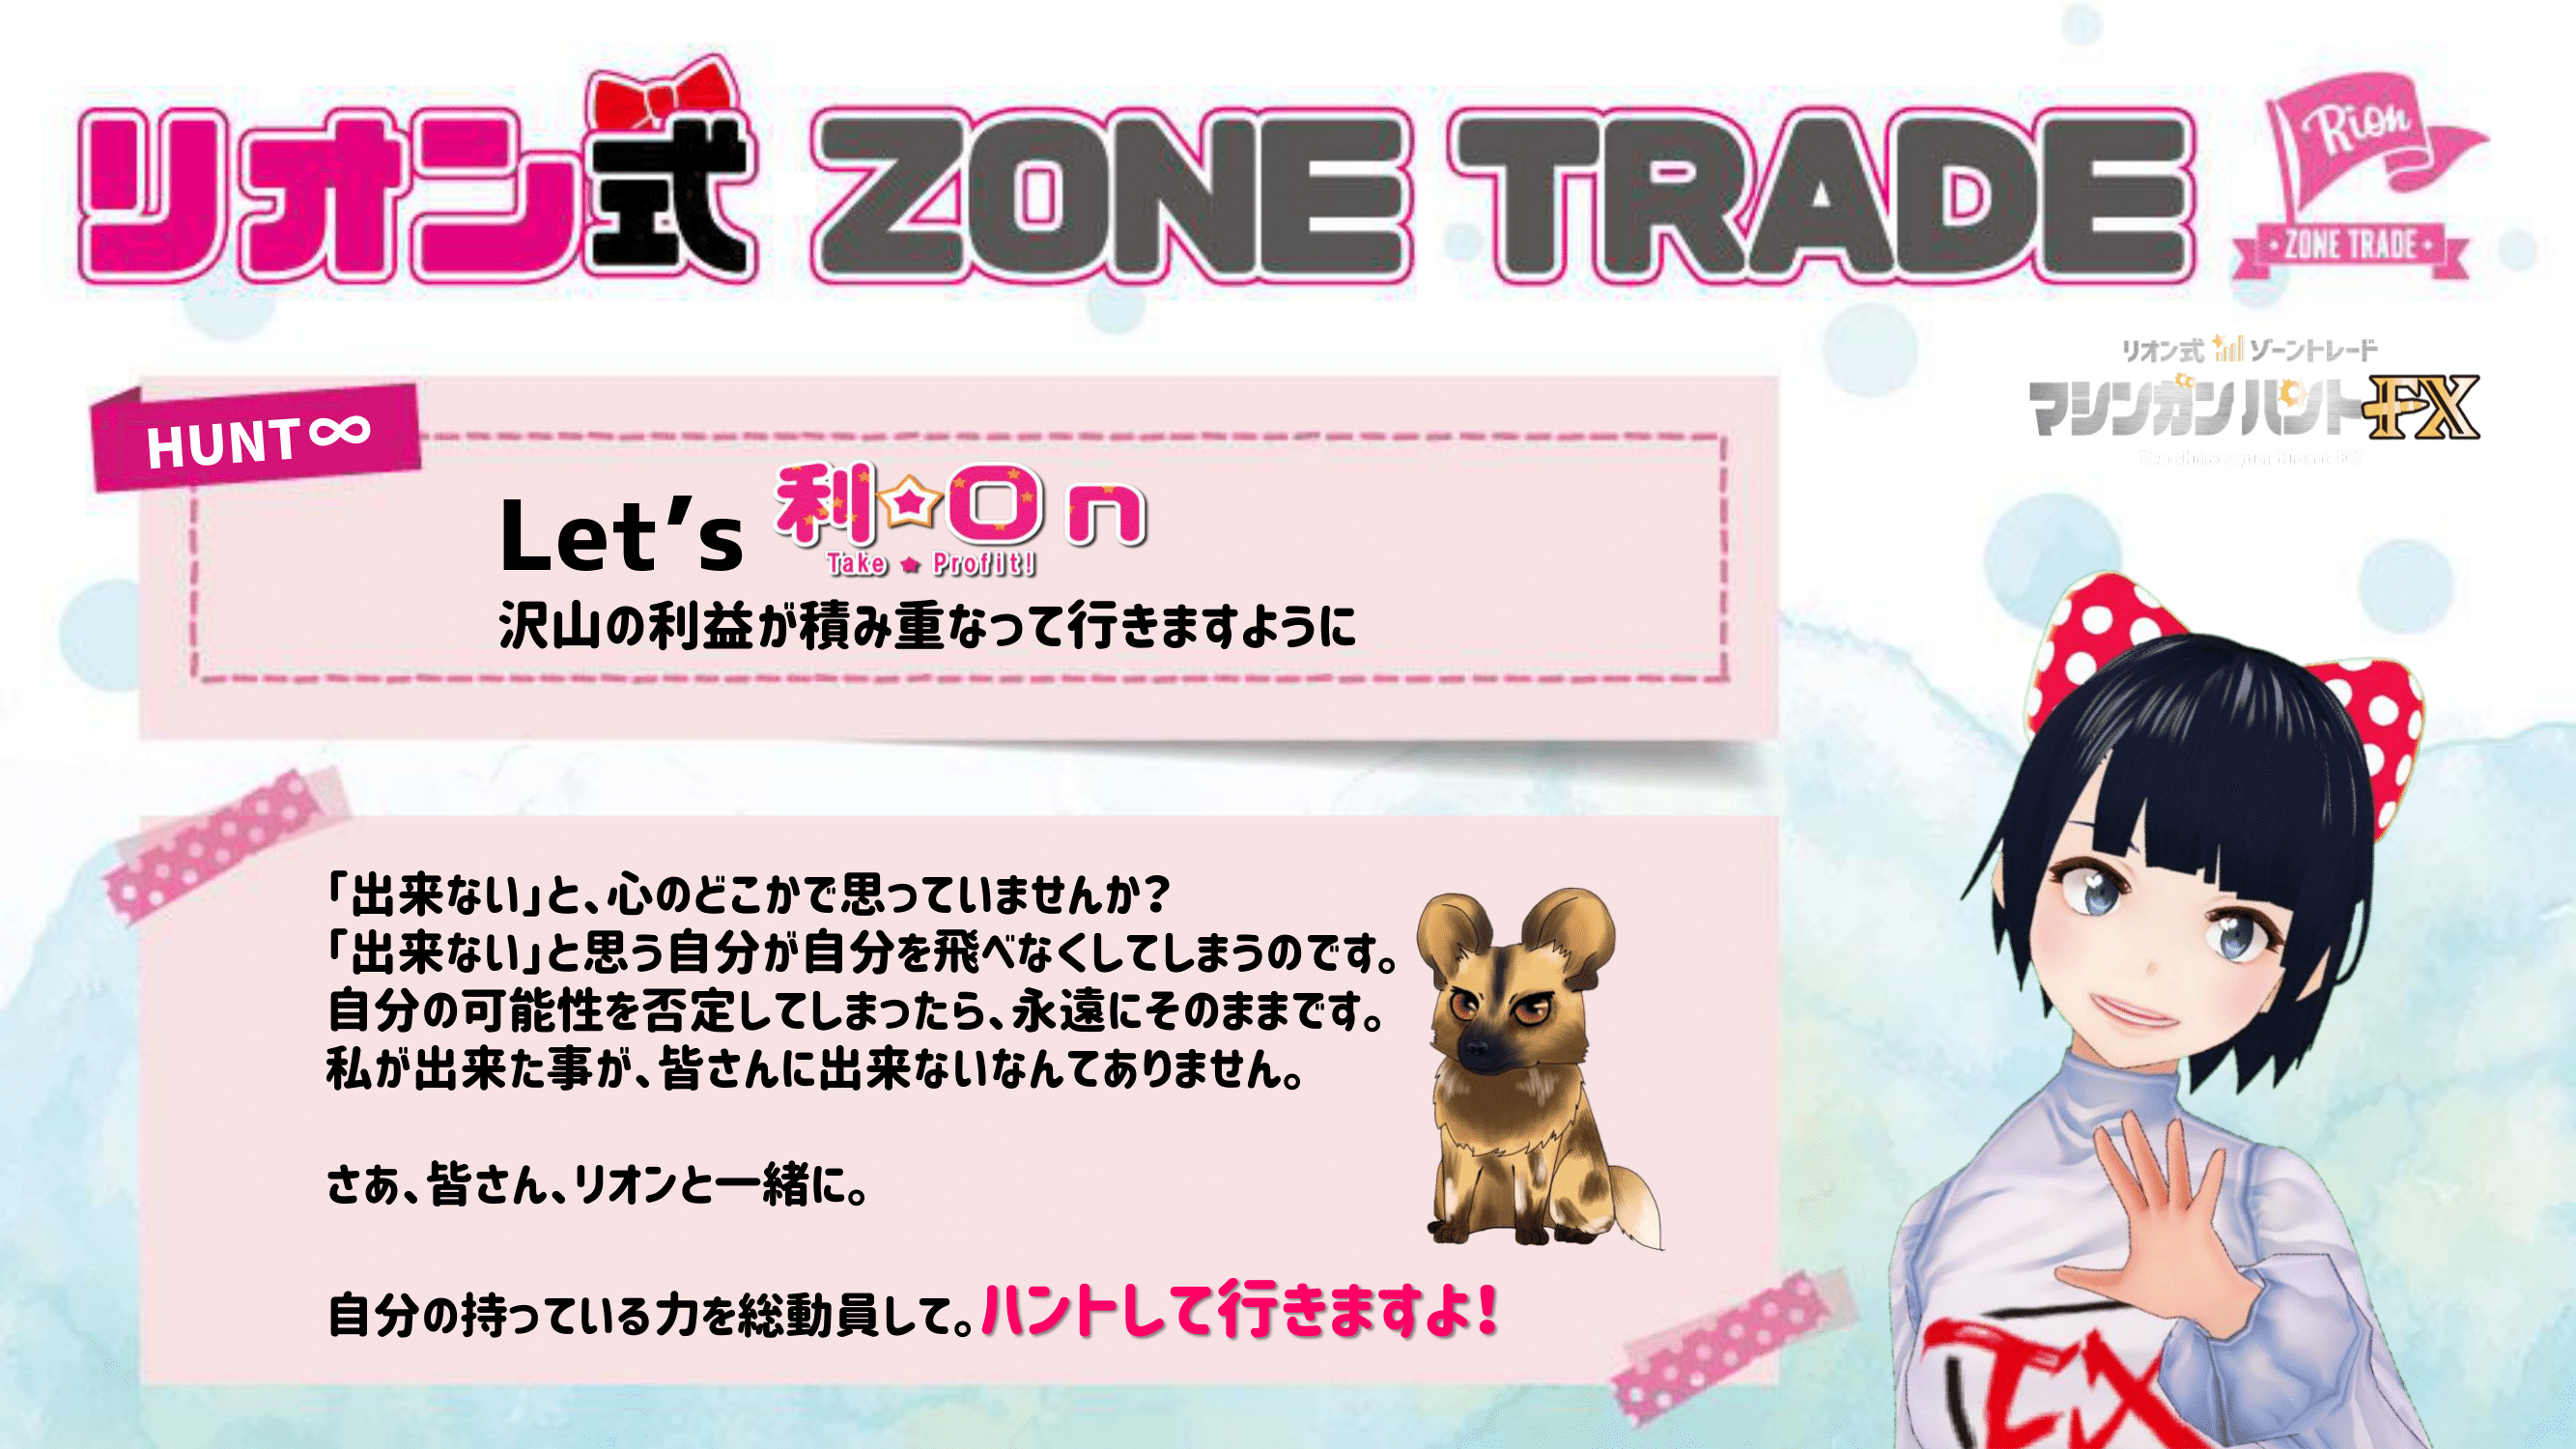 リオン式 ZONE TRADE
Rion
ZONE TRADE
リオン式 ゾーントレード
マシンガンハントFX
HUNT∞
Let's 利☆On
Take ★ Profit!
沢山の利益が積み重なって行きますように
「出来ない」と、心のどこかで思っていませんか？
「出来ない」と思う自分が自分を飛べなくしてしまうのです。
自分の可能性を否定してしまったら、永遠にそのままです。
私が出来た事が、皆さんに出来ないなんてありません。
さあ、皆さん、リオンと一緒に。
自分の持っている力を総動員して。ハントして行きますよ！
FX